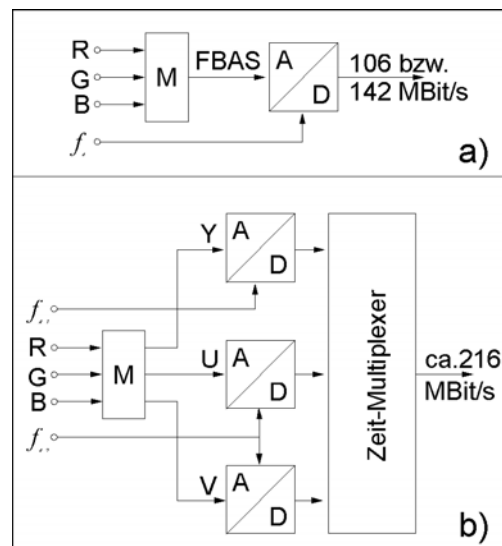 R
G
B
M
FBAS
A
D
106 bzw.
142 MBit/s
a)
Y
A
D
R
G
B
M
U
A
D
V
A
D
Zeit-Multiplexer
ca.216
MBit/s
b)